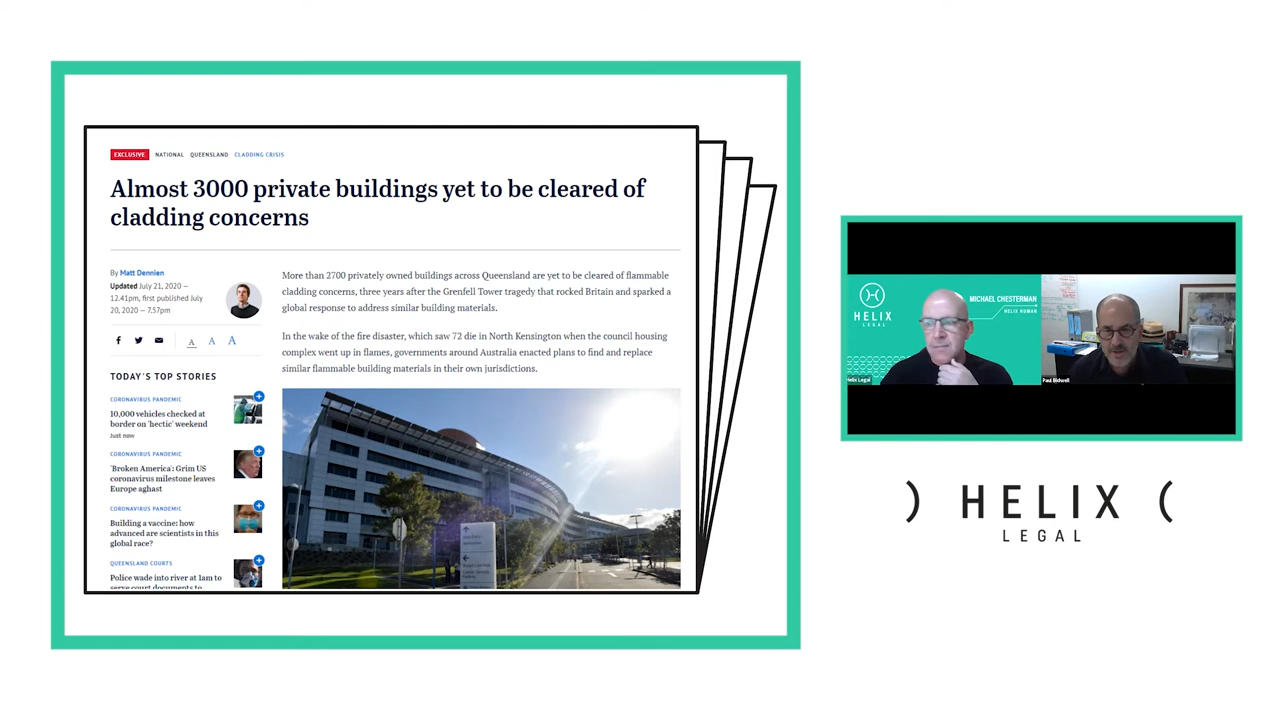 EXCLUSIVE NATIONAL QUEENSLAND CLADDING CRISIS
Almost 3000 private buildings yet to be cleared of
cladding concerns
By Matt Dennien
Updated July 21, 2020 —
12.41pm, first published July
20, 2020 — 7.57pm
A A A
More than 2700 privately owned buildings across Queensland are yet to be cleared of flammable
cladding concerns, three years after the Grenfell Tower tragedy that rocked Britain and sparked a
global response to address similar building materials.
In the wake of the fire disaster, which saw 72 die in North Kensington when the council housing
complex went up in flames, governments around Australia enacted plans to find and replace
similar flammable building materials in their own jurisdictions.
TODAY'S TOP STORIES
CORONAVIRUS PANDEMIC
10,000 vehicles checked at
border on 'hectic' weekend
Just now
CORONAVIRUS PANDEMIC
'Broken America': Grim US
coronavirus milestone leaves
Europe aghast
CORONAVIRUS PANDEMIC
Building a vaccine: how
advanced are scientists in this
global race?
QUEENSLAND COURTS
Police wade into river at 1am to
serve court documents to
HELIX
LEGAL
MICHAEL CHESTERMAN
HELIX HUMAN
Helix Legal
Paul Bidwell
) HELIX (
LEGAL